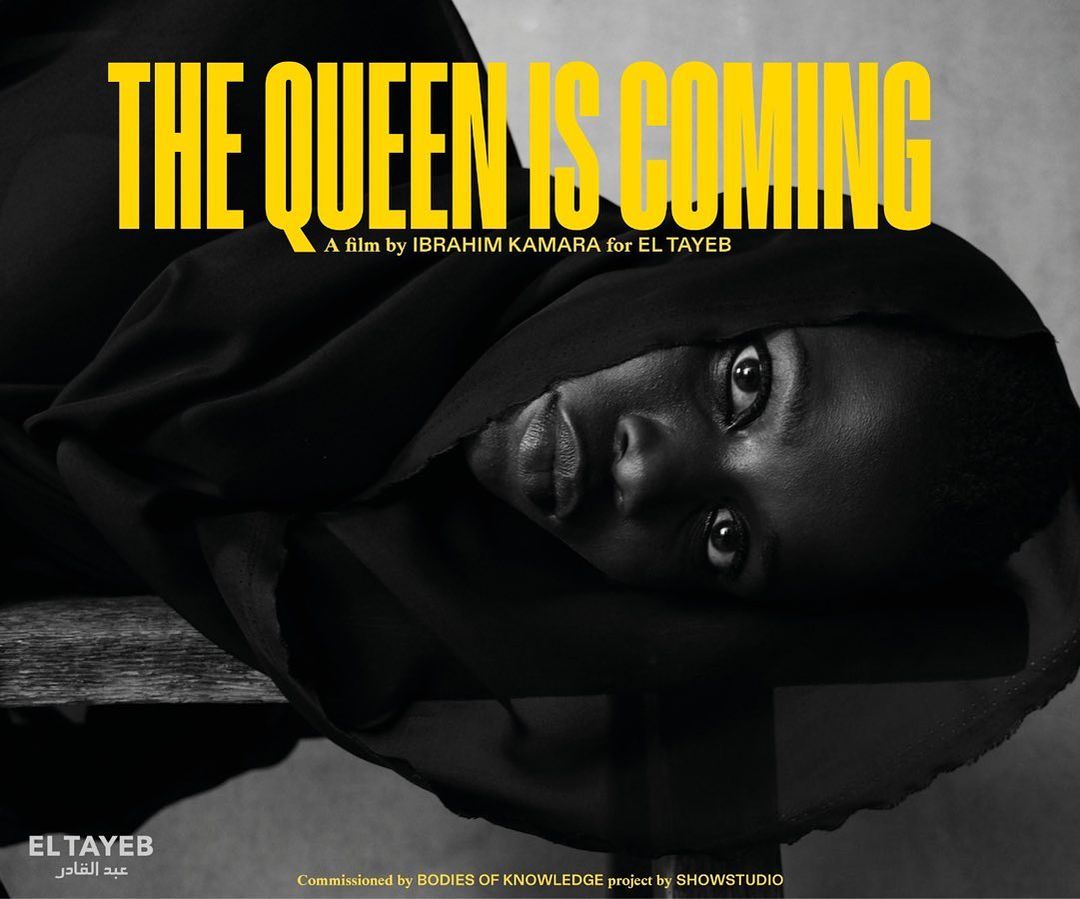 THE QUEEN IS COMING
A film by IBRAHIM KAMARA for EL TAYEB
EL TAYEB
عبد القادر
Commissioned by BODIES OF KNOWLEDGE project by SHOWSTUDIO